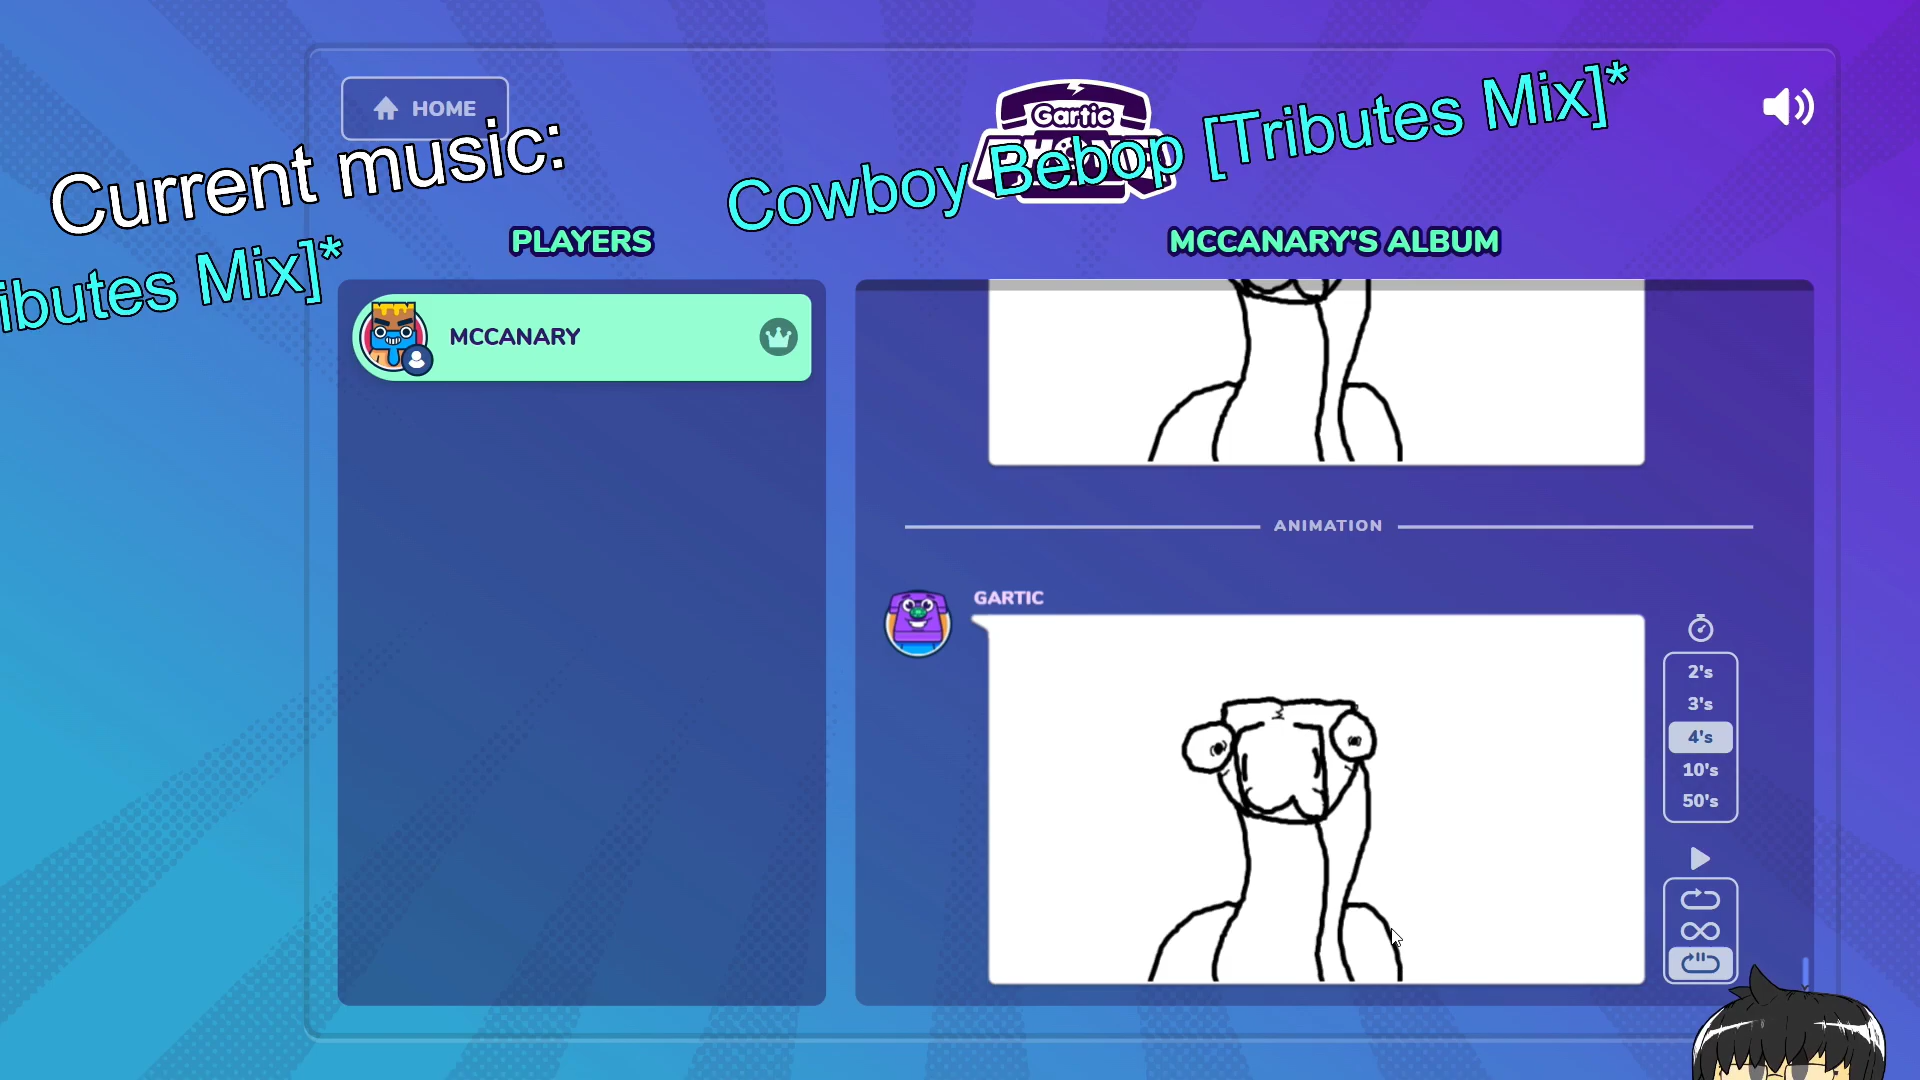 HOME
Gartic
Current music:
Cowboy Bebop [Tributes Mix]*
ibutes Mix]*
PLAYERS
MCCANARY'S ALBUM
MCCANARY
ANIMATION
GARTIC
2's
3's
4's
10's
50's